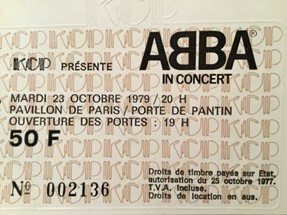 KCP PRÉSENTE
ABBA®
IN CONCERT
MARDI 23 OCTOBRE 1979/20 H
PAVILLON DE PARIS/PORTE DE PANTIN
OUVERTURE DES PORTES: 19 H
50 F
Droits de timbre payés sur Etat,
autorisation du 25 octobre 1977.
T.V.A. Incluse.
Droits de location en sus.
Nº 002136